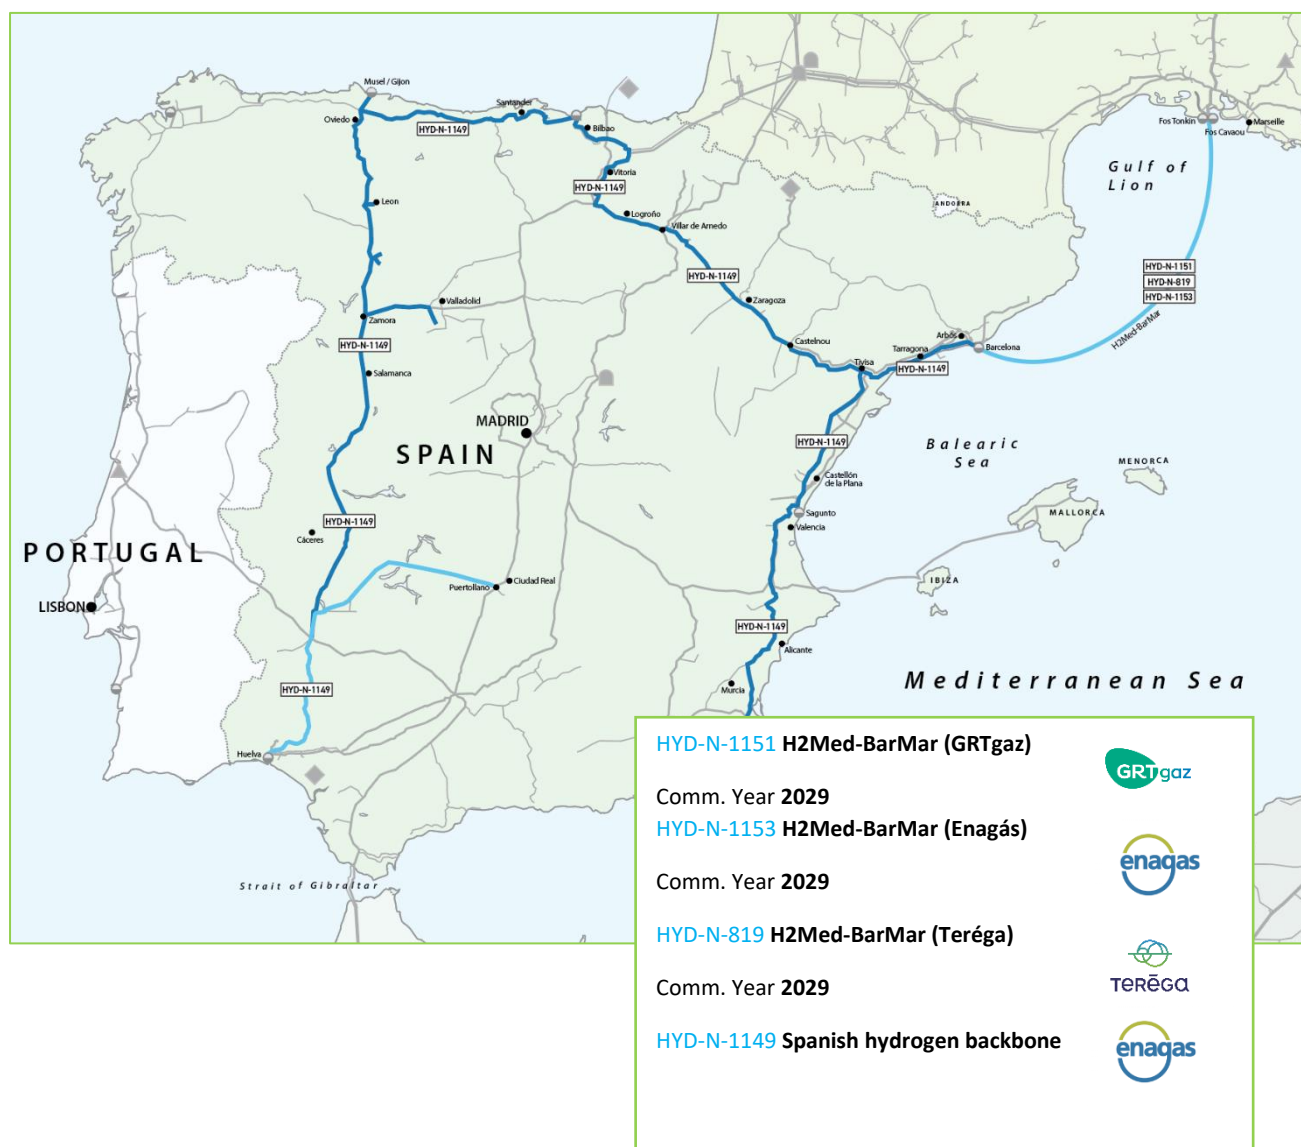 Musel / Gijon
Oviedo
Santander
HYD-N-1149
Bilbao
Vitoria
HYD-N-1149
Leon
Logroño
Villar de Arnedo
HYD-N-1149
Zaragoza
Valladolid
Zamora
HYD-N-1149
Salamanca
Castelnou
Tivisa
Tarragona
Arbós
Barcelona
HYD-N-1149
ANDORRA
Fos Tonkin
Fos Cavaou
Marseille
Gulf of
Lion
HYD-N-1151
HYD-N-819
HYD-N-1153
H2Med-BarMar
MADRID
SPAIN
HYD-N-1149
Castellón
de la Plana
Sagunto
Valencia
Balearic
Sea
MENORCA
MALLORCA
IBIZA
HYD-N-1149
Cáceres
PORTUGAL
LISBON
Ciudad Real
Puertollano
HYD-N-1149
Alicante
Murcia
HYD-N-1149
Huelva
Mediterranean Sea
Strait of Gibraltar
HYD-N-1151 H2Med-BarMar (GRTgaz)
GRTgaz
Comm. Year 2029
HYD-N-1153 H2Med-BarMar (Enagás)
enagas
Comm. Year 2029
HYD-N-819 H2Med-BarMar (Teréga)
TERĒGA
Comm. Year 2029
HYD-N-1149 Spanish hydrogen backbone
enagas